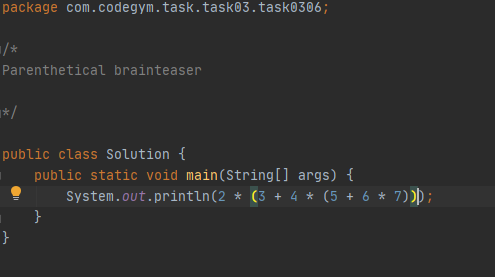 package com.codegym.task.task03.task0306;
/*
Parenthetical brainteaser
*/
public class Solution {
public static void main(String[] args) {
System.out.println(2 * (3 + 4 * (5 + 6 * 7)));
}
}